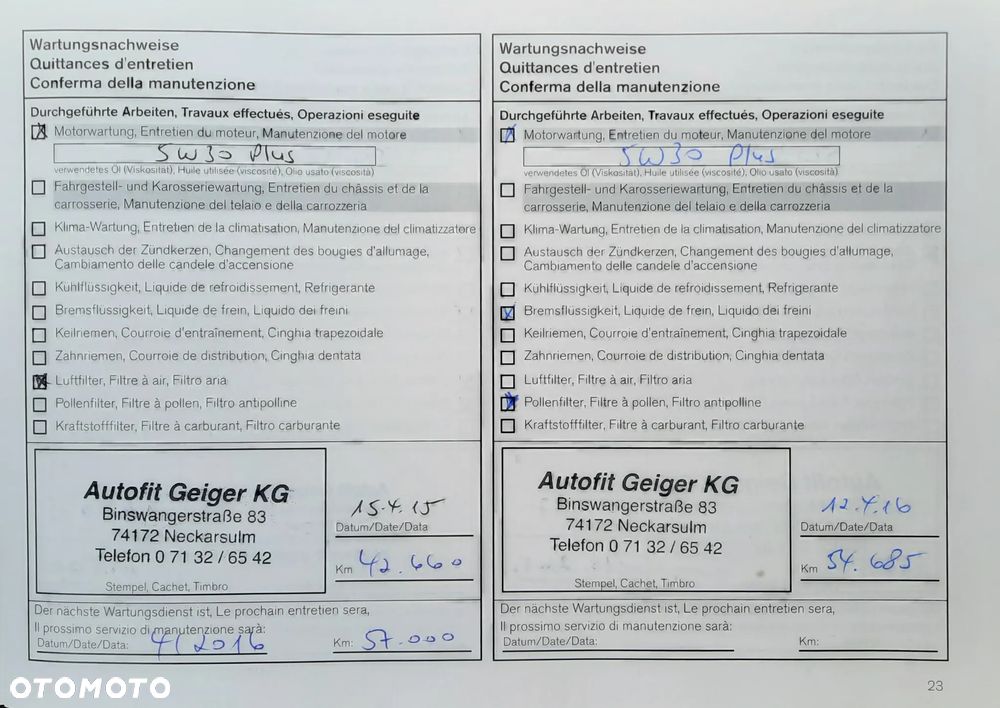 Wartungsnachweise
Quittances d'entretien
Conferma della manutenzione
Durchgeführte Arbeiten, Travaux effectués, Operazioni eseguite
Motorwartung, Entretien du moteur, Manutenzione del motore
5W30 Plus
verwendetes Öl (Viskosität), Huile utilisée (viscosité), Olio usato (viscosità)
Fahrgestell- und Karosseriewartung, Entretien du châssis et de la
carrosserie, Manutenzione del telaio e della carrozzeria
Klima-Wartung, Entretien de la climatisation, Manutenzione del climatizzatore
Austausch der Zündkerzen, Changement des bougies d'allumage,
Cambiamento delle candele d'accensione
Kühlflüssigkeit, Liquide de refroidissement, Refrigerante
Bremsflüssigkeit, Liquide de frein, Liquido dei freini
Keilriemen, Courroie d'entraînement, Cinghia trapezoidale
Zahnriemen, Courroie de distribution, Cinghia dentata
Luftfilter, Filtre à air, Filtro aria
Pollenfilter, Filtre à pollen, Filtro antipolline
Kraftstofffilter, Filtre à carburant, Filtro carburante
Autofit Geiger KG
Binswangerstraße 83
74172 Neckarsulm
Telefon 0 71 32 / 65 42
Stempel, Cachet, Timbro
15.4.15
Datum/Date/Data
Km 42.660
Der nächste Wartungsdienst ist, Le prochain entretien sera,
Il prossimo servizio di manutenzione sarà:
Datum/Date/Data: 4/2016 Km: 57.000
Wartungsnachweise
Quittances d'entretien
Conferma della manutenzione
Durchgeführte Arbeiten, Travaux effectués, Operazioni eseguite
Motorwartung, Entretien du moteur, Manutenzione del motore
5W30 Plus
verwendetes Öl (Viskosität), Huile utilisée (viscosité), Olio usato (viscosità)
Fahrgestell- und Karosseriewartung, Entretien du châssis et de la
carrosserie, Manutenzione del telaio e della carrozzeria
Klima-Wartung, Entretien de la climatisation, Manutenzione del climatizzatore
Austausch der Zündkerzen, Changement des bougies d'allumage,
Cambiamento delle candele d'accensione
Kühlflüssigkeit, Liquide de refroidissement, Refrigerante
Bremsflüssigkeit, Liquide de frein, Liquido dei freini
Keilriemen, Courroie d'entraînement, Cinghia trapezoidale
Zahnriemen, Courroie de distribution, Cinghia dentata
Luftfilter, Filtre à air, Filtro aria
Pollenfilter, Filtre à pollen, Filtro antipolline
Kraftstofffilter, Filtre à carburant, Filtro carburante
Autofit Geiger KG
Binswangerstraße 83
74172 Neckarsulm
Telefon 0 71 32 / 65 42
Stempel, Cachet, Timbro
12.4.16
Datum/Date/Data
Km 54.685
Der nächste Wartungsdienst ist, Le prochain entretien sera,
Il prossimo servizio di manutenzione sarà:
Datum/Date/Data: Km:
23
OTOMOTO